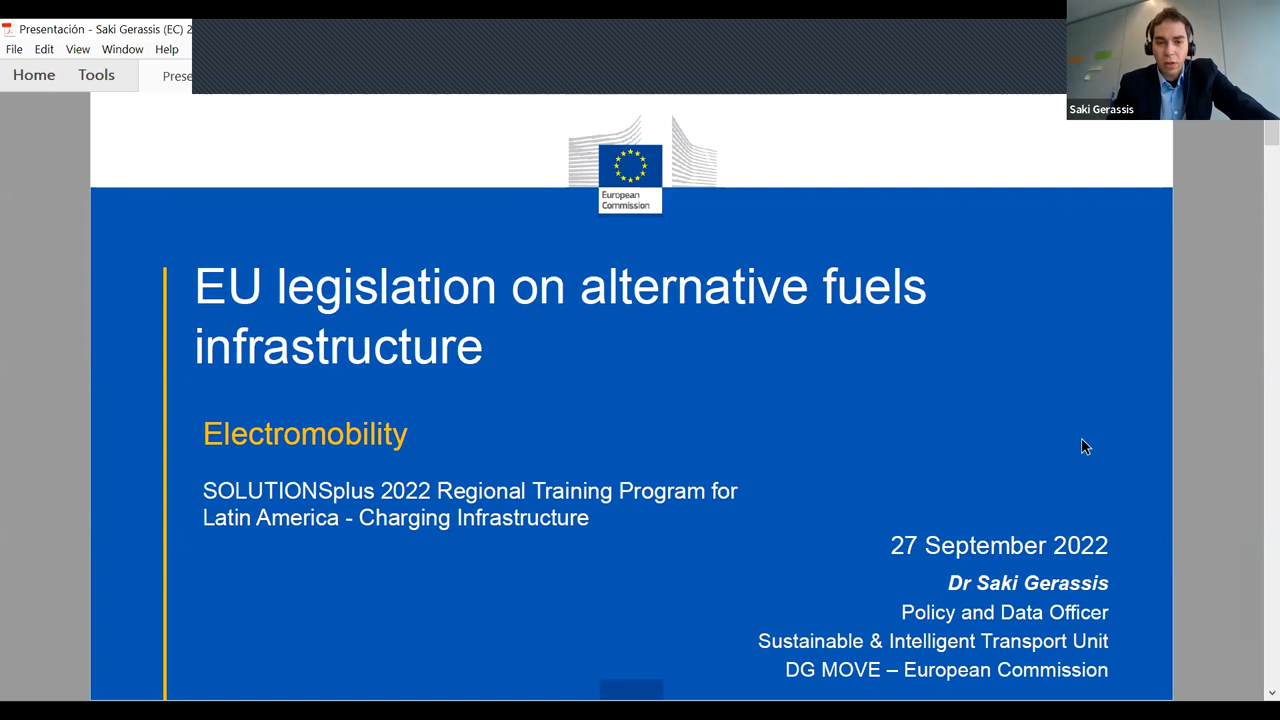 Presentación - Saki Gerassis (EC) 2
File Edit View Window Help
Home Tools Prese
Saki Gerassis
European
Commission
EU legislation on alternative fuels
infrastructure
Electromobility
SOLUTIONSplus 2022 Regional Training Program for
Latin America - Charging Infrastructure
27 September 2022
Dr Saki Gerassis
Policy and Data Officer
Sustainable & Intelligent Transport Unit
DG MOVE – European Commission